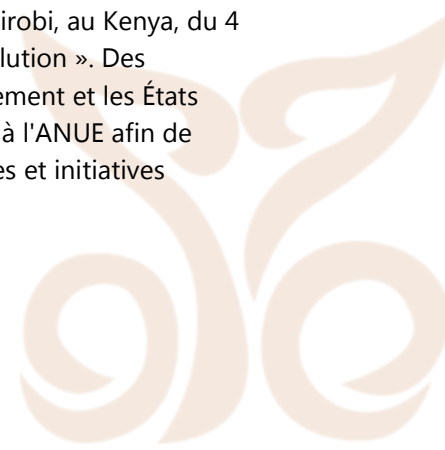 irobi, au Kenya, du 4
lution ». Des
ement et les États
à l'ANUE afin de
es et initiatives